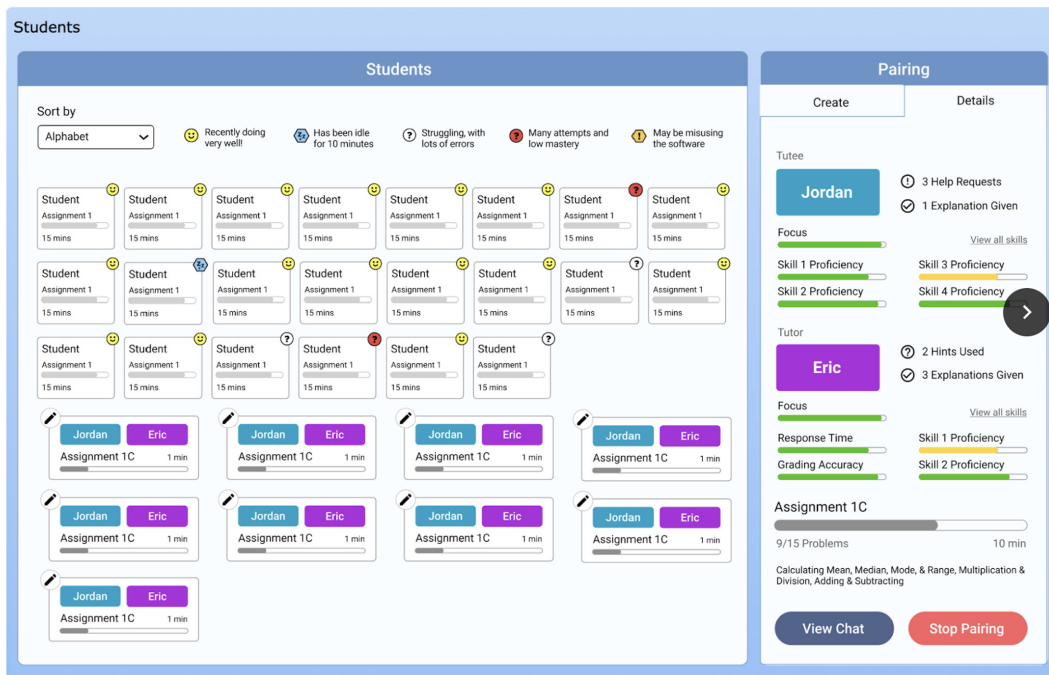 Students
Students
Sort by
Alphabet
Recently doing
very well!
Has been idle
for 10 minutes
Struggling, with
lots of errors
Many attempts and
low mastery
May be misusing
the software
Student Student Student Student Student Student Student Student
Assignment 1 Assignment 1 Assignment 1 Assignment 1 Assignment 1 Assignment 1 Assignment 1 Assignment 1
15 mins 15 mins 15 mins 15 mins 15 mins 15 mins 15 mins 15 mins
Student Student Student Student Student Student Student Student
Assignment 1 Assignment 1 Assignment 1 Assignment 1 Assignment 1 Assignment 1 Assignment 1 Assignment 1
15 mins 15 mins 15 mins 15 mins 15 mins 15 mins 15 mins 15 mins
Student Student Student Student Student Student
Assignment 1 Assignment 1 Assignment 1 Assignment 1 Assignment 1 Assignment 1
15 mins 15 mins 15 mins 15 mins 15 mins 15 mins
Jordan Eric Jordan Eric Jordan Eric Jordan Eric
Assignment 1C 1 min Assignment 1C 1 min Assignment 1C 1 min Assignment 1C 1 min
Jordan Eric Jordan Eric Jordan Eric Jordan Eric
Assignment 1C 1 min Assignment 1C 1 min Assignment 1C 1 min Assignment 1C 1 min
Jordan Eric
Assignment 1C 1 min
Pairing
Create Details
Tutee
Jordan
3 Help Requests
1 Explanation Given
Focus
View all skills
Skill 1 Proficiency Skill 3 Proficiency
Skill 2 Proficiency Skill 4 Proficiency
Tutor
Eric
2 Hints Used
3 Explanations Given
Focus
View all skills
Response Time Skill 1 Proficiency
Grading Accuracy Skill 2 Proficiency
Assignment 1C
9/15 Problems 10 min
Calculating Mean, Median, Mode, & Range, Multiplication &
Division, Adding & Subtracting
View Chat Stop Pairing